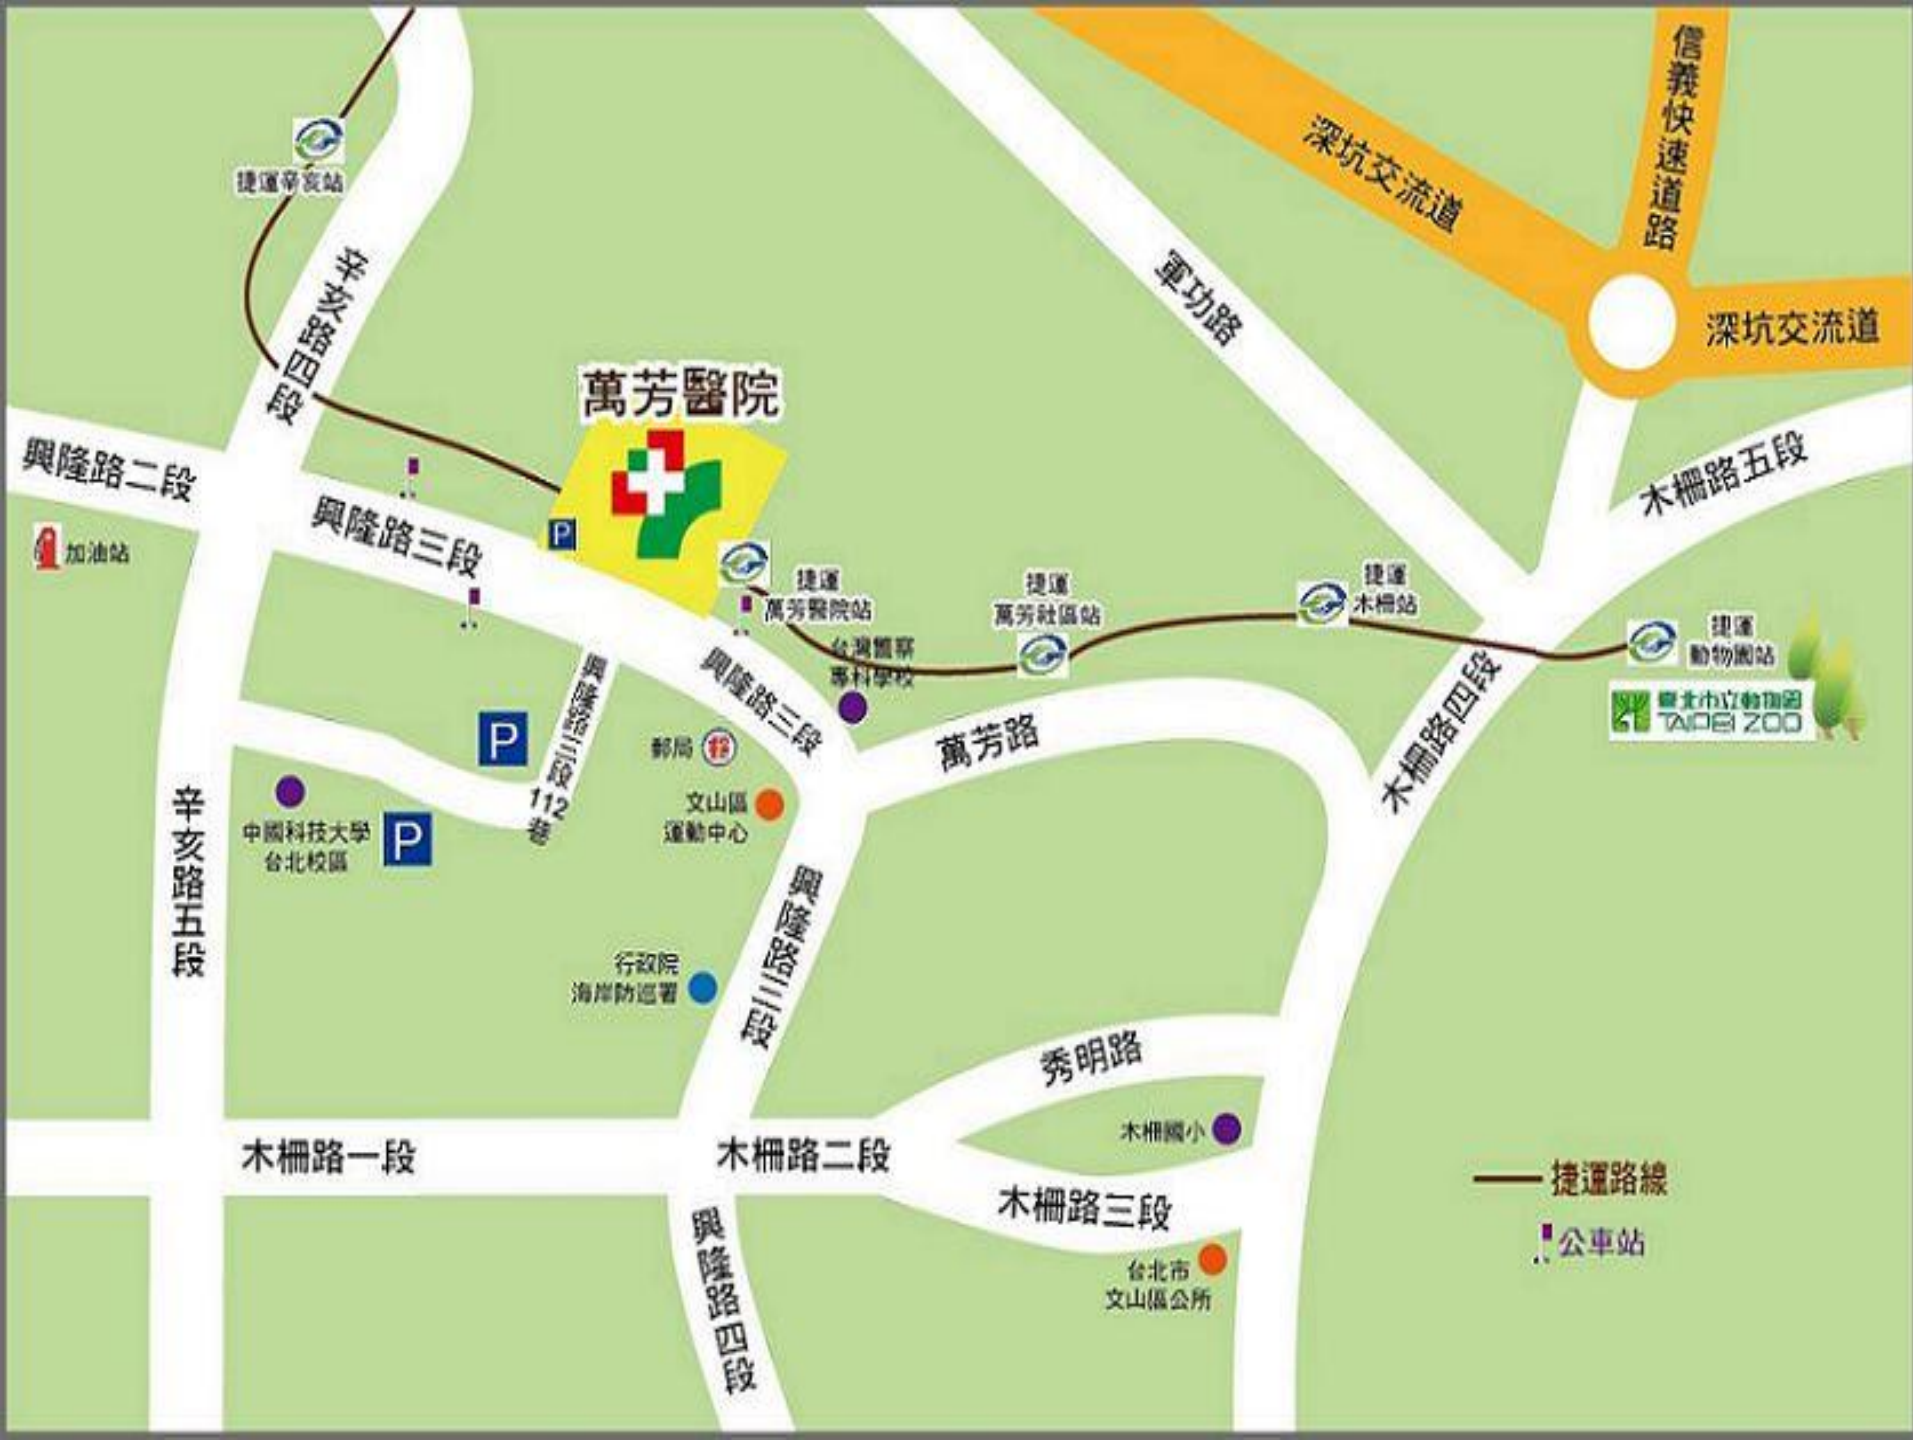 信義快速道路
深坑交流道
捷運辛亥站
辛亥路四段
軍功路
深坑交流道
萬芳醫院
興隆路二段
木柵路五段
興隆路三段
P
加油站
捷運
萬芳醫院站
捷運
萬芳社區站
捷運
木柵站
捷運
動物園站
台灣警察
專科學校
臺北市立動物園
TAIPEI ZOO
興隆路三段
興隆路三段112巷
木柵路四段
萬芳路
P
郵局
文山區
運動中心
辛亥路五段
中國科技大學
台北校區
P
興隆路三段
行政院
海岸防巡署
秀明路
木柵國小
木柵路一段
木柵路二段
木柵路三段
捷運路線
公車站
興隆路四段
台北市
文山區公所